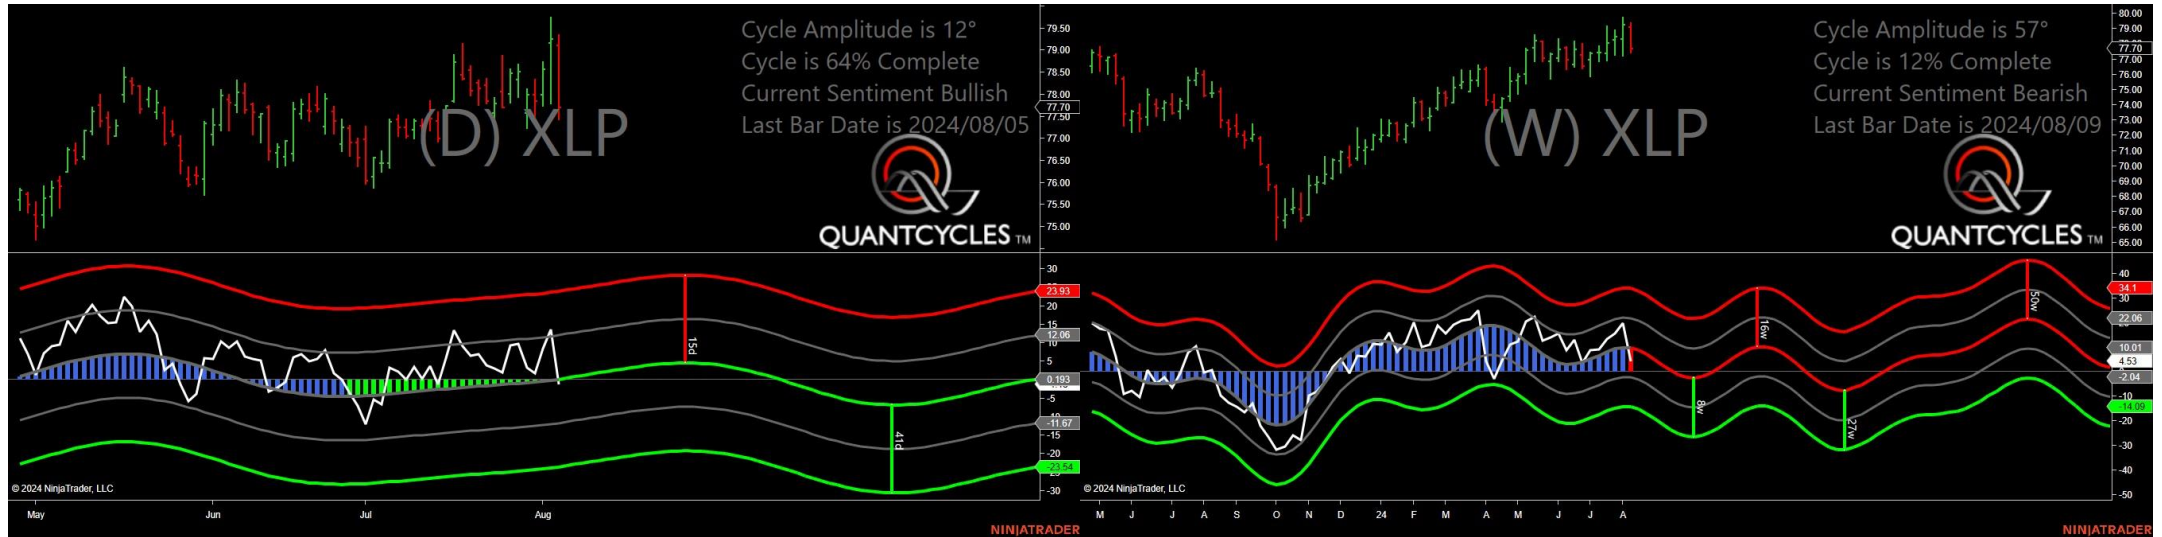 Cycle Amplitude is 12°
Cycle is 64% Complete
Current Sentiment Bullish
Last Bar Date is 2024/08/05
(D) XLP
QUANTCYCLES TM
79.50
79.00
78.50
78.00
77.70
77.50
77.00
76.50
76.00
75.50
75.00
30
23.93
20
15
12.06
10
5
0.193
-5
-11.67
-15
-20
-23.54
-30
15d
41d
© 2024 NinjaTrader, LLC
May Jun Jul Aug
NINJATRADER
Cycle Amplitude is 57°
Cycle is 12% Complete
Current Sentiment Bearish
Last Bar Date is 2024/08/09
(W) XLP
QUANTCYCLES TM
80.00
77.70
77.00
76.00
75.00
74.00
73.00
72.00
71.00
70.00
69.00
68.00
67.00
66.00
65.00
40
34.1
30
22.06
10.01
4.53
-2.04
-10
-14.09
-20
-30
-40
-50
8w
16w
27w
50w
© 2024 NinjaTrader, LLC
M J J A S O N D 24 F M A M J J A
NINJATRADER